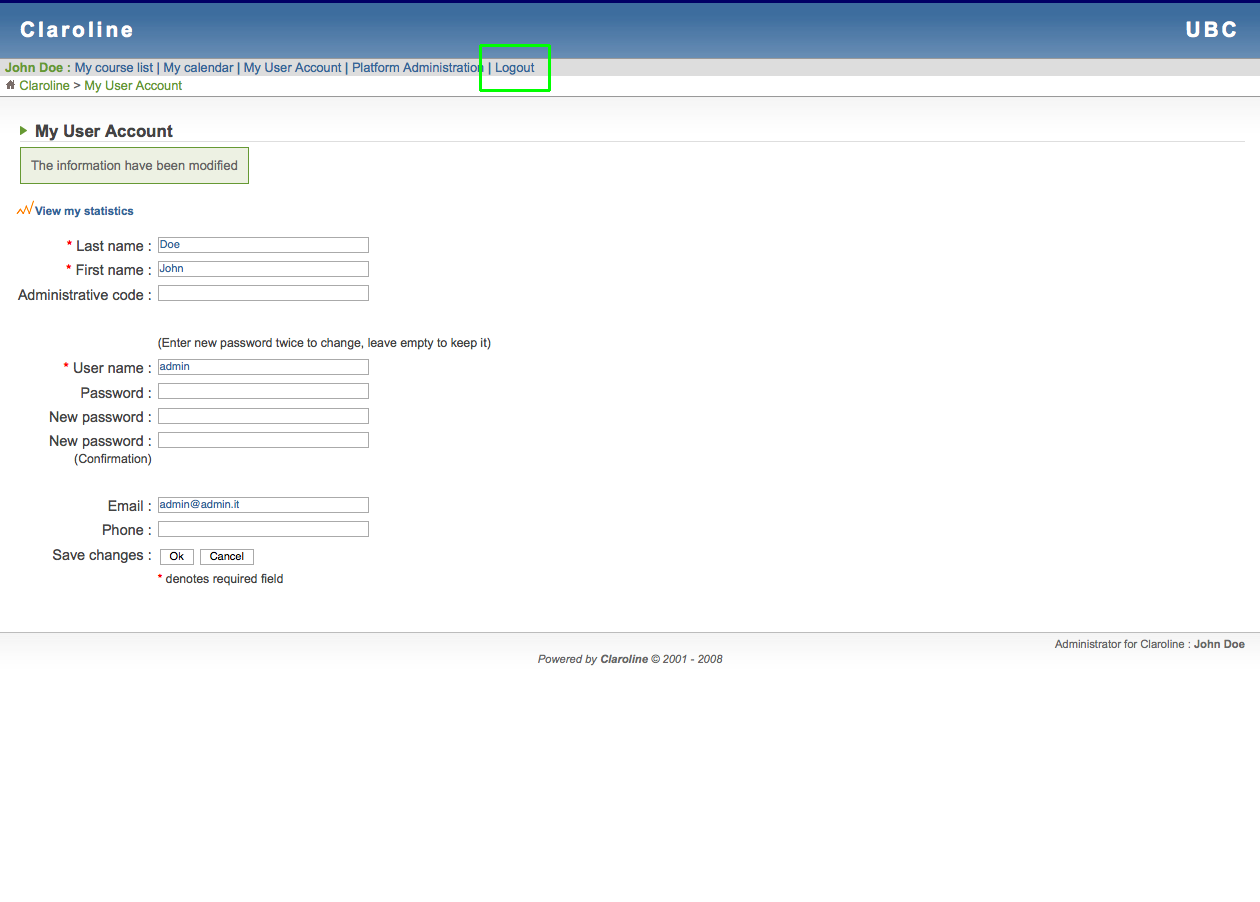 Claroline UBC
John Doe : My course list | My calendar | My User Account | Platform Administration | Logout
Claroline > My User Account
My User Account
The information have been modified
View my statistics
* Last name : Doe
* First name : John
Administrative code :
(Enter new password twice to change, leave empty to keep it)
* User name : admin
Password :
New password :
New password :
(Confirmation)
Email : admin@admin.it
Phone :
Save changes : Ok Cancel
* denotes required field
Administrator for Claroline : John Doe
Powered by Claroline © 2001 - 2008